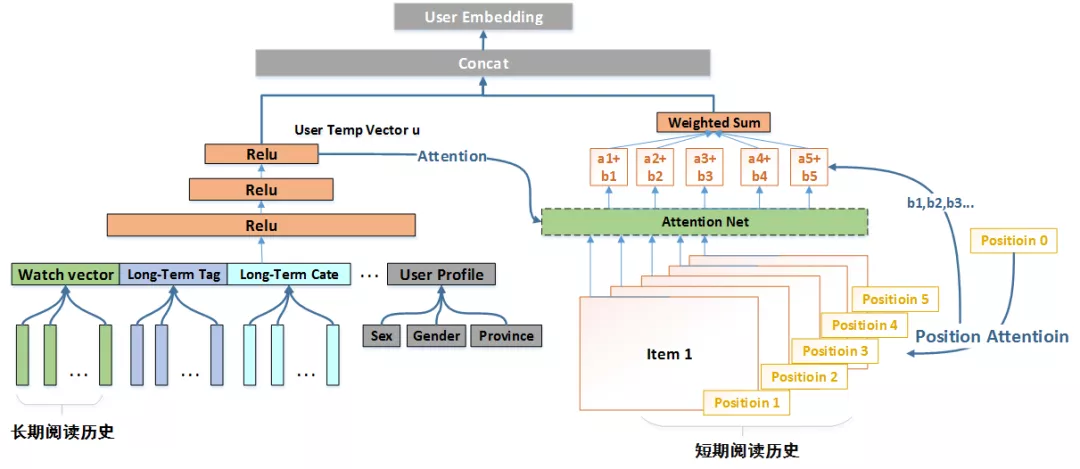 User Embedding
Concat
User Temp Vector u
Weighted Sum
Relu
Attention
a1+
b1
a2+
b2
a3+
b3
a4+
b4
a5+
b5
Relu
b1,b2,b3...
Relu
Attention Net
Positioin 0
Watch vector
Long-Term Tag
Long-Term Cate
...
User Profile
Positioin 5
Positioin 4
Position Attentioin
Sex
Gender
Province
Item 1
Positioin 3
...
...
...
Positioin 2
Positioin 1
长期阅读历史
短期阅读历史